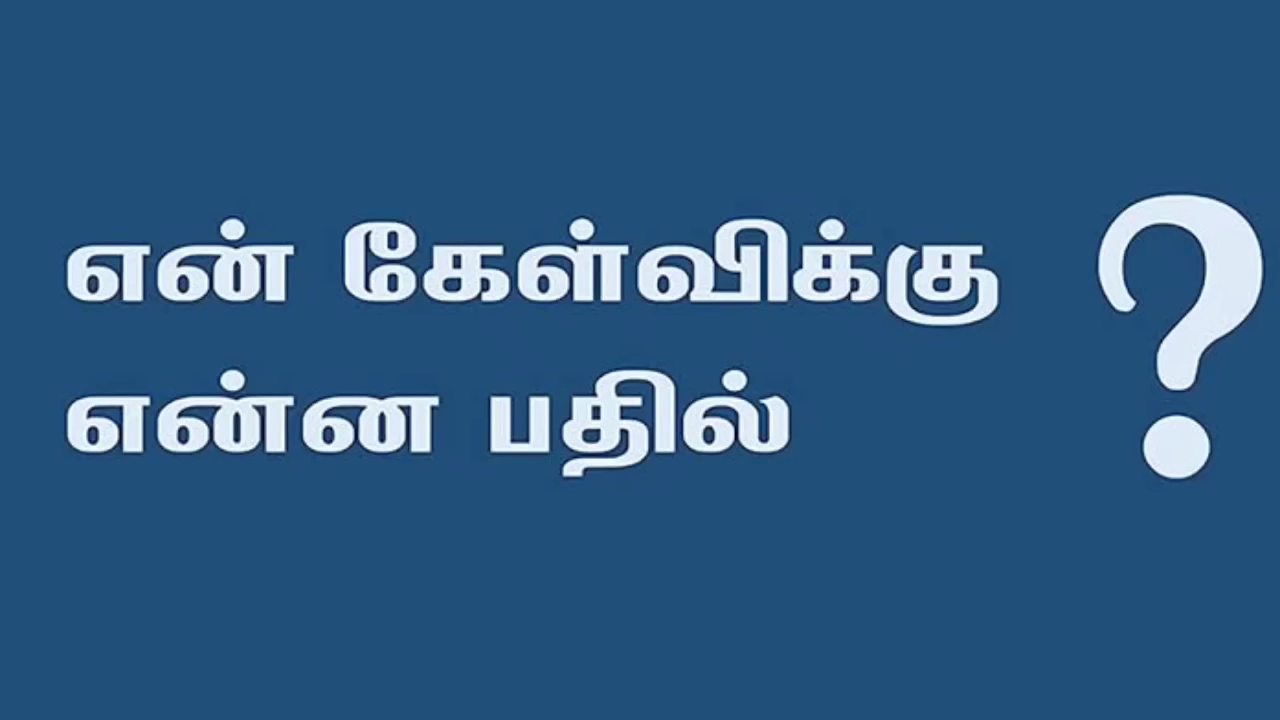 என் கேள்விக்கு
என்ன பதில் ?